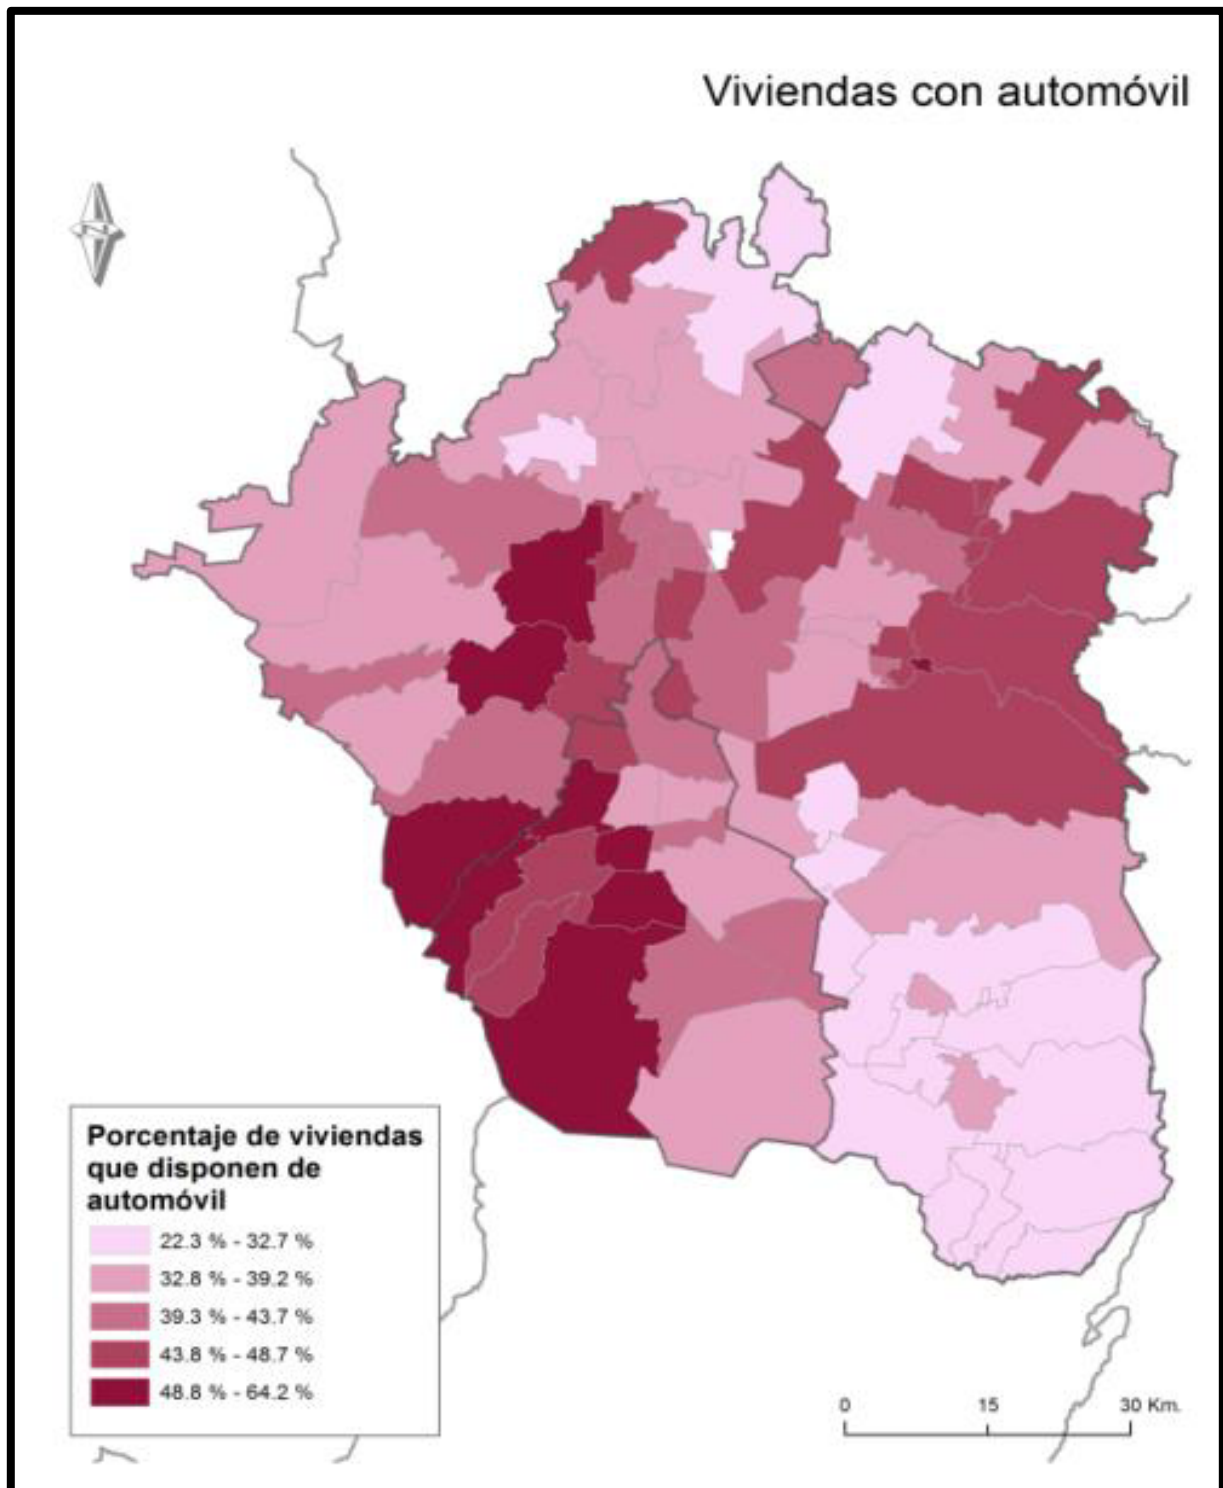 Viviendas con automóvil
Porcentaje de viviendas
que disponen de
automóvil
22.3 % - 32.7 %
32.8 % - 39.2 %
39.3 % - 43.7 %
43.8 % - 48.7 %
48.8 % - 64.2 %
0 15 30 Km.